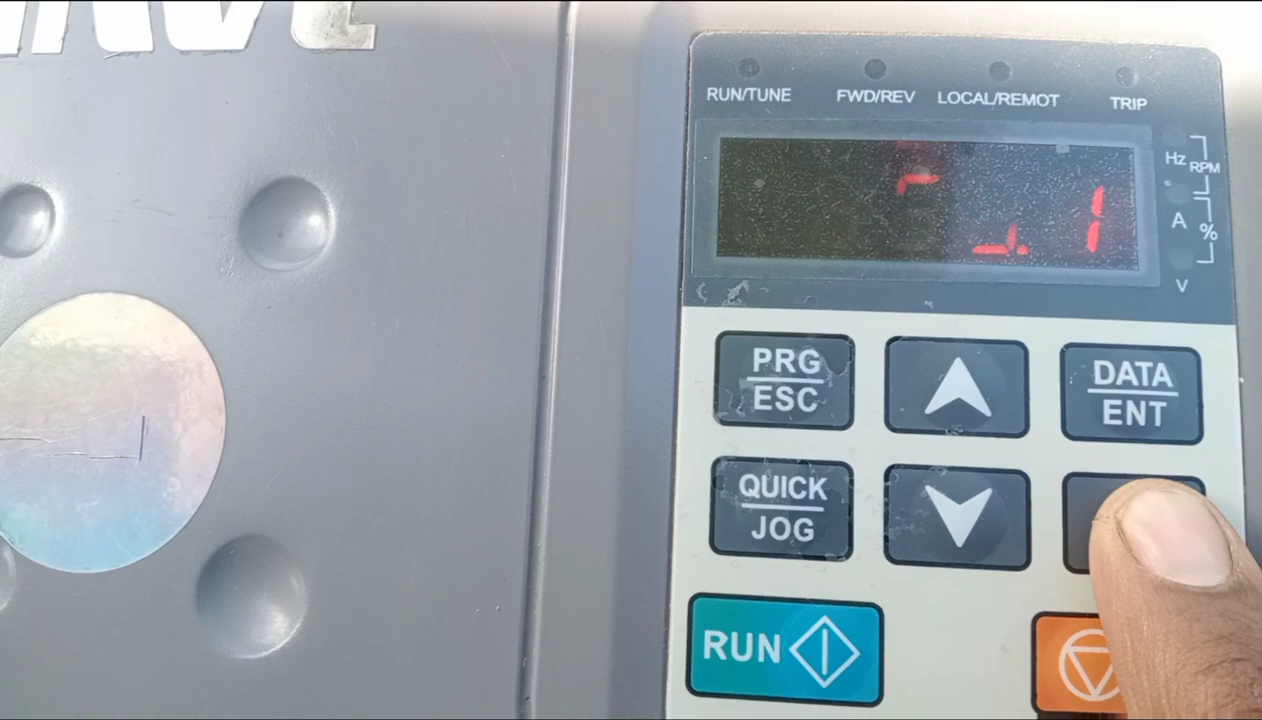 RUN/TUNE FWD/REV LOCAL/REMOT TRIP
Hz RPM
A %
V
PRG
ESC
DATA
ENT
QUICK
JOG
RUN